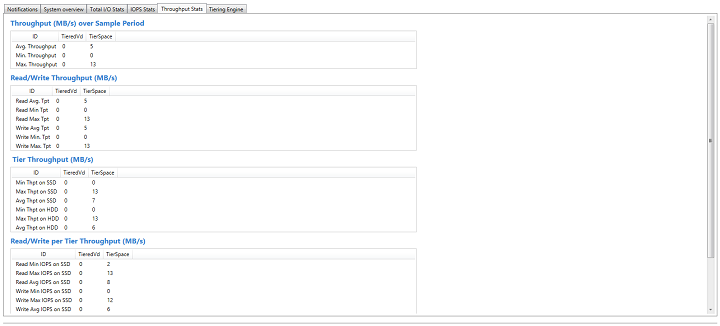 Notifications System overview Total I/O Stats IOPS Stats Throughput Stats Tiering Engine
Throughput (MB/s) over Sample Period
ID TieredVd TierSpace
Avg. Throughput 0 5
Min. Throughput 0 0
Max. Throughput 0 13
Read/Write Throughput (MB/s)
ID TieredVd TierSpace
Read Avg. Tpt 0 5
Read Min Tpt 0 0
Read Max Tpt 0 13
Write Avg Tpt 0 5
Write Min. Tpt 0 0
Write Max. Tpt 0 13
Tier Throughput (MB/s)
ID TieredVd TierSpace
Min Thpt on SSD 0 0
Max Thpt on SSD 0 13
Avg Thpt on SSD 0 7
Min Thpt on HDD 0 0
Max Thpt on HDD 0 13
Avg Thpt on HDD 0 6
Read/Write per Tier Throughput (MB/s)
ID TieredVd TierSpace
Read Min IOPS on SSD 0 2
Read Max IOPS on SSD 0 13
Read Avg IOPS on SSD 0 8
Write Min IOPS on SSD 0 0
Write Max IOPS on SSD 0 12
Write Avg IOPS on SSD 0 6